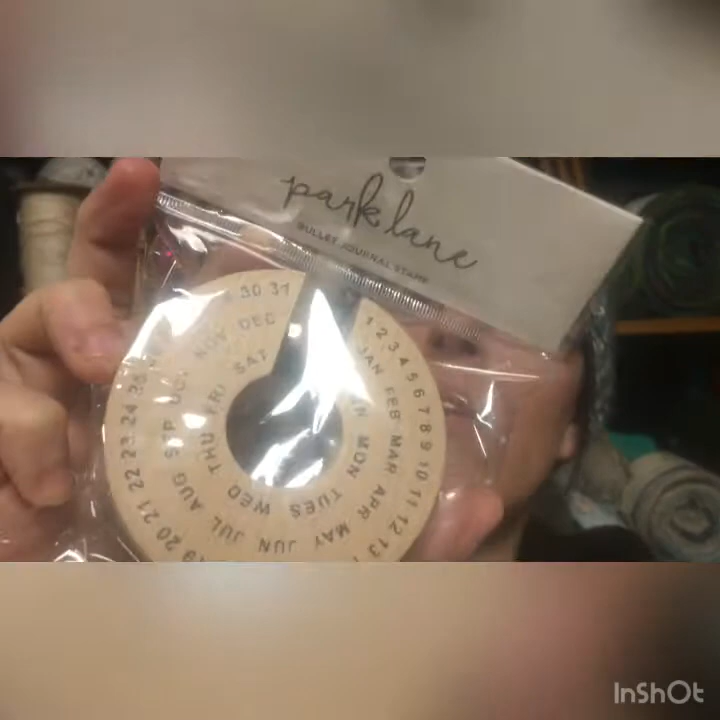 park lane
BULLET JOURNAL STAMP
30 31
1 2 3 4 5 6 7 8 9 10 11 12 13
20 21 22 23 24
JAN FEB MAR APR MAY JUN JUL AUG SEP NOV DEC
MON TUES WED THU FRI SAT
InShOt